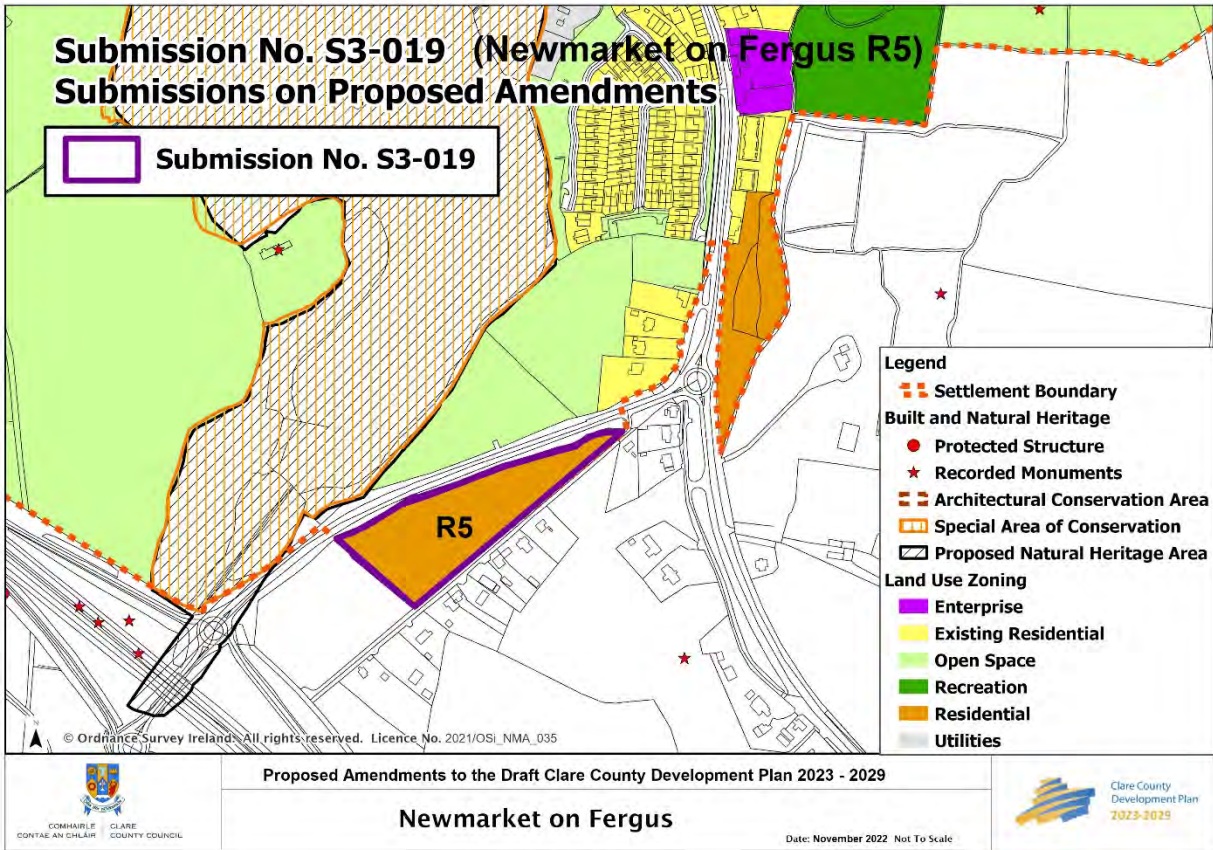 Submission No. S3-019 (Newmarket on Fergus R5)
Submissions on Proposed Amendments
Submission No. S3-019
R5
Legend
Settlement Boundary
Built and Natural Heritage
Protected Structure
Recorded Monuments
Architectural Conservation Area
Special Area of Conservation
Proposed Natural Heritage Area
Land Use Zoning
Enterprise
Existing Residential
Open Space
Recreation
Residential
Utilities
N
© Ordnance Survey Ireland. All rights reserved. Licence No. 2021/OSi_NMA_035
COMHAIRLE CLARE
CONTAE AN CHLÁIR COUNTY COUNCIL
Proposed Amendments to the Draft Clare County Development Plan 2023 - 2029
Newmarket on Fergus
Date: November 2022 Not To Scale
Clare County
Development Plan
2023-2029